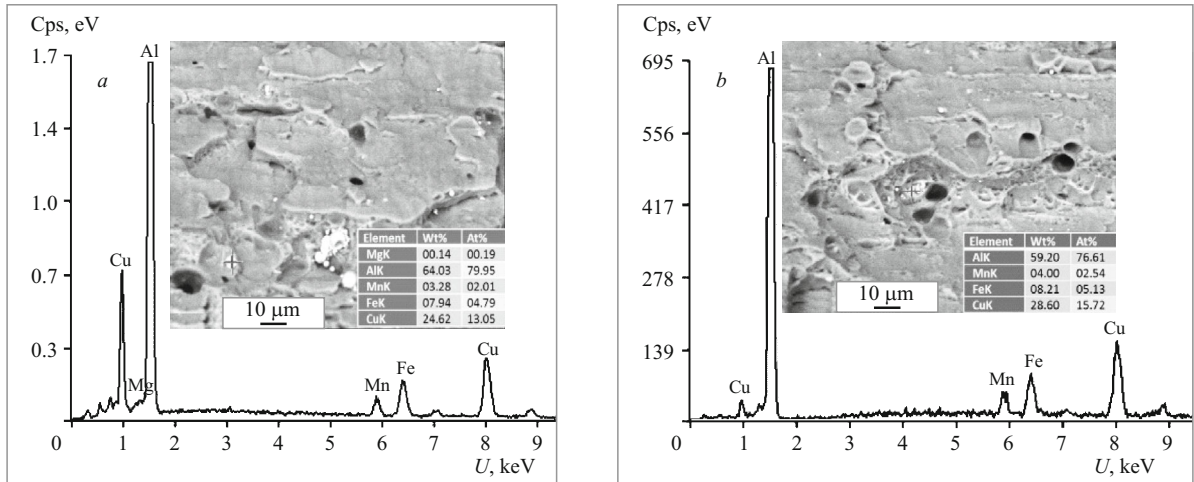 Cps, eV
1.7
1.4
1.0
0.7
0.3
0
a
Al
Cu
Mg
Mn
Fe
Cu
1 2 3 4 5 6 7 8 9
U, keV
10 μm
Element Wt% At%
MgK 00.14 00.19
AlK 64.03 79.95
MnK 03.28 02.01
FeK 07.94 04.79
CuK 24.62 13.05
Cps, eV
695
556
417
278
139
0
b
Al
Cu
Mn
Fe
Cu
1 2 3 4 5 6 7 8 9
U, keV
10 μm
Element Wt% At%
AlK 59.20 76.61
MnK 04.00 02.54
FeK 08.21 05.13
CuK 28.60 15.72